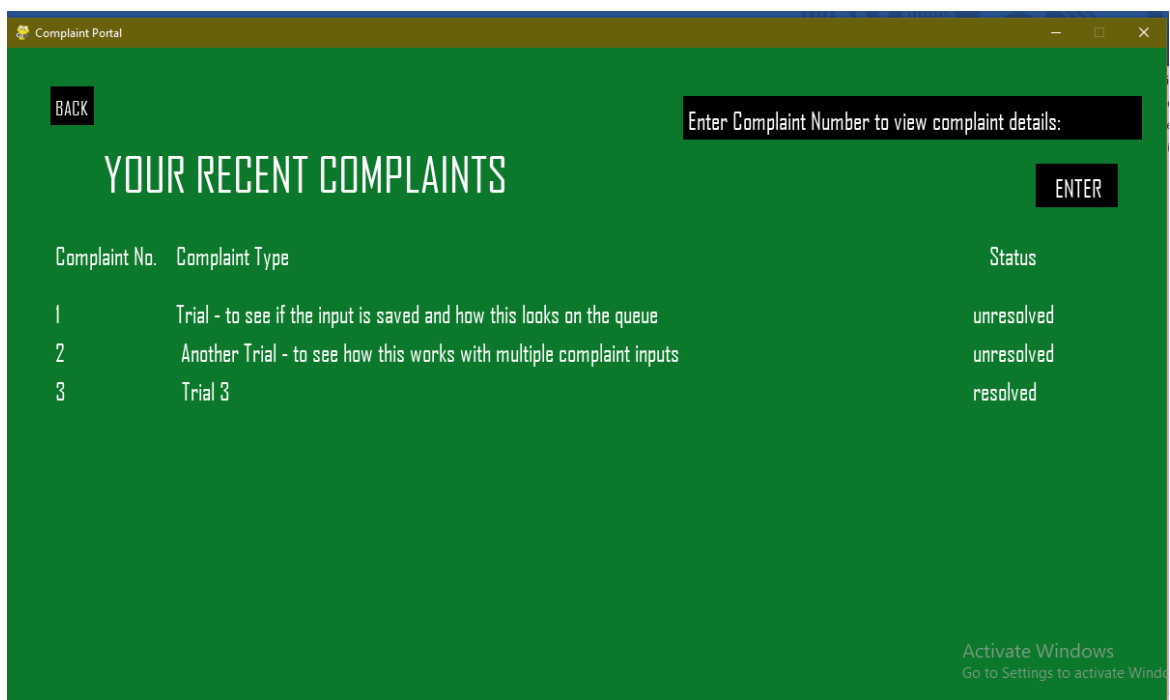 Complaint Portal
BACK
Enter Complaint Number to view complaint details:
YOUR RECENT COMPLAINTS
ENTER
Complaint No. Complaint Type Status
1 Trial - to see if the input is saved and how this looks on the queue unresolved
2 Another Trial - to see how this works with multiple complaint inputs unresolved
3 Trial 3 resolved
Activate Windows
Go to Settings to activate Windo